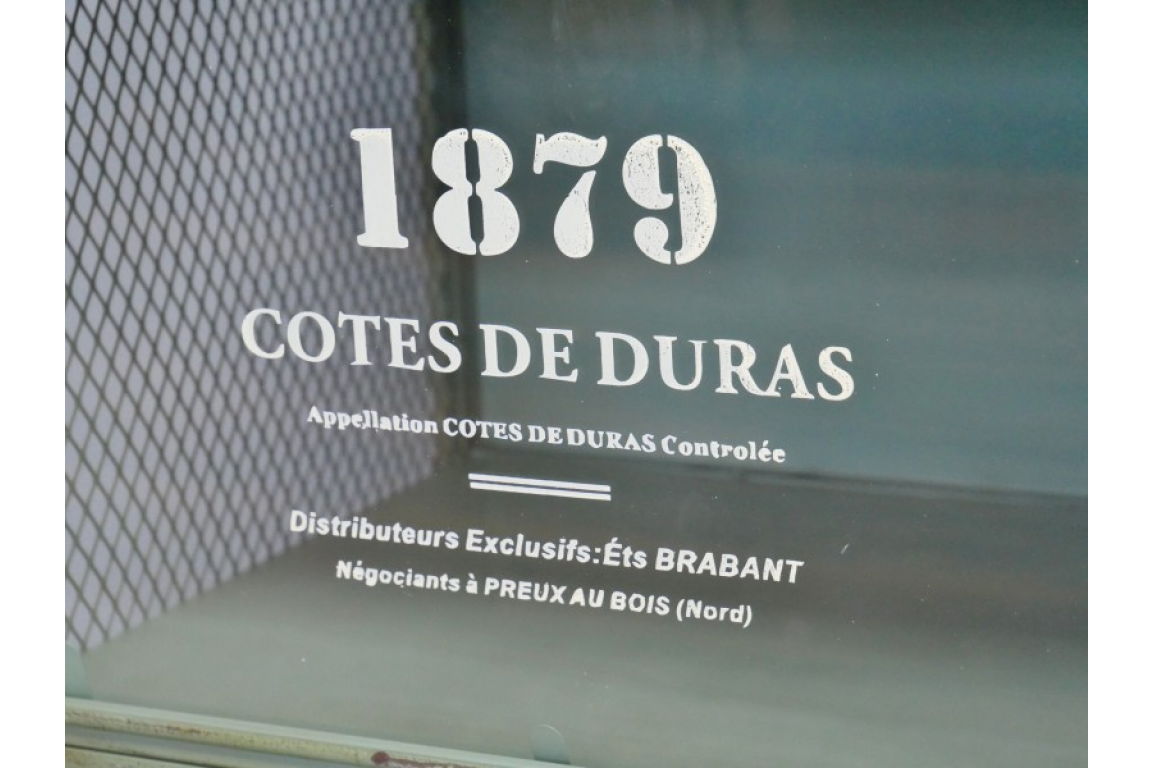 1879
COTES DE DURAS
Appellation COTES DE DURAS Controlée
Distributeurs Exclusifs:Éts BRABANT
Négociants à PREUX AU BOIS (Nord)